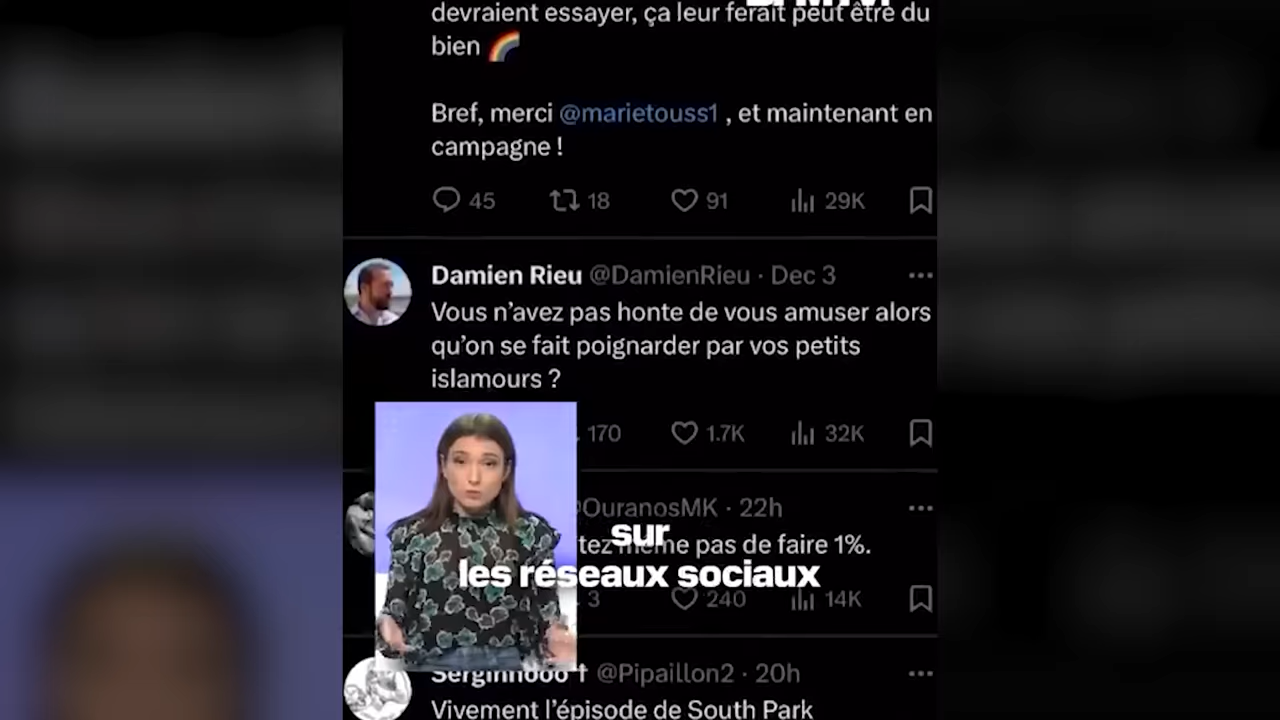 devraient essayer, ça leur ferait peut être du
bien
Bref, merci @marietouss1 , et maintenant en
campagne !
45 18 91 29K
Damien Rieu @DamienRieu · Dec 3
Vous n’avez pas honte de vous amuser alors
qu’on se fait poignarder par vos petits
islamours ?
170 1.7K 32K
@OuranosMK · 22h
pas de faire 1%.
sur
les réseaux sociaux
3 240 14K
@Pipaillon2 · 20h
Vivement l’épisode de South Park